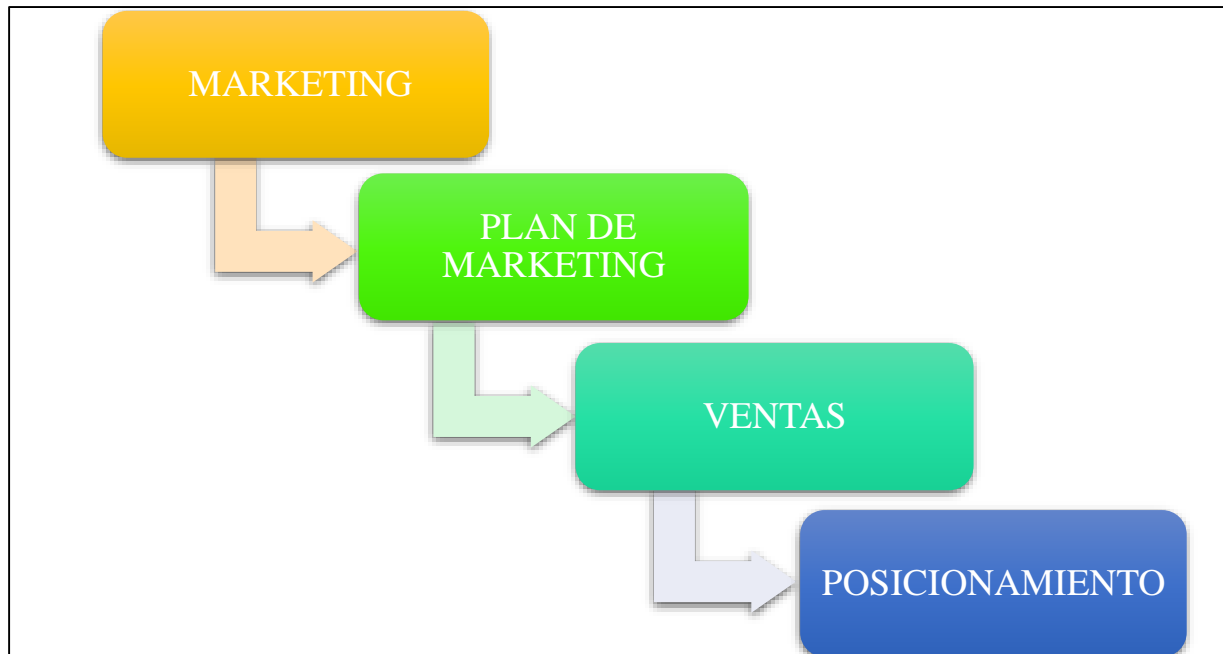 MARKETING
PLAN DE
MARKETING
VENTAS
POSICIONAMIENTO